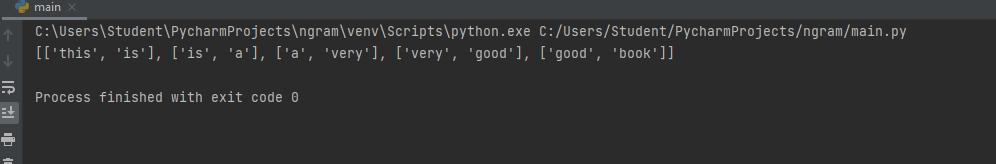 main
C:\Users\Student\PycharmProjects\ngram\venv\Scripts\python.exe C:/Users/Student/PycharmProjects/ngram/main.py
[['this', 'is'], ['is', 'a'], ['a', 'very'], ['very', 'good'], ['good', 'book']]
Process finished with exit code 0